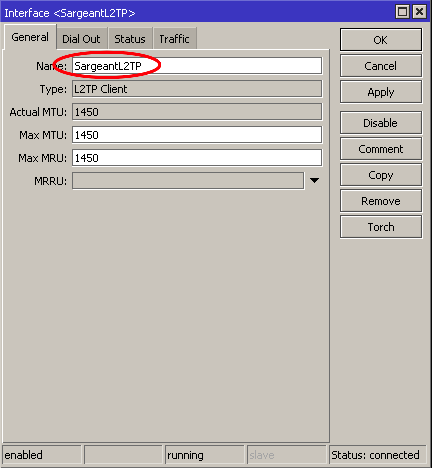 Interface <SargeantL2TP>
General Dial Out Status Traffic
Name: SargeantL2TP
Type: L2TP Client
Actual MTU: 1450
Max MTU: 1450
Max MRU: 1450
MRRU:
OK
Cancel
Apply
Disable
Comment
Copy
Remove
Torch
enabled running slave Status: connected